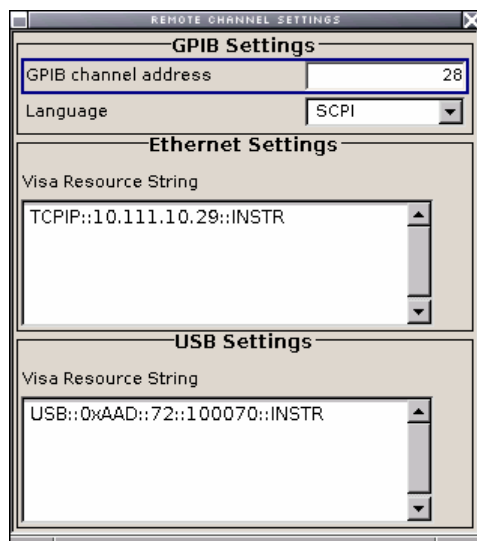 REMOTE CHANNEL SETTINGS
GPIB Settings
GPIB channel address 28
Language SCPI
Ethernet Settings
Visa Resource String
TCPIP::10.111.10.29::INSTR
USB Settings
Visa Resource String
USB::0xAAD::72::100070::INSTR